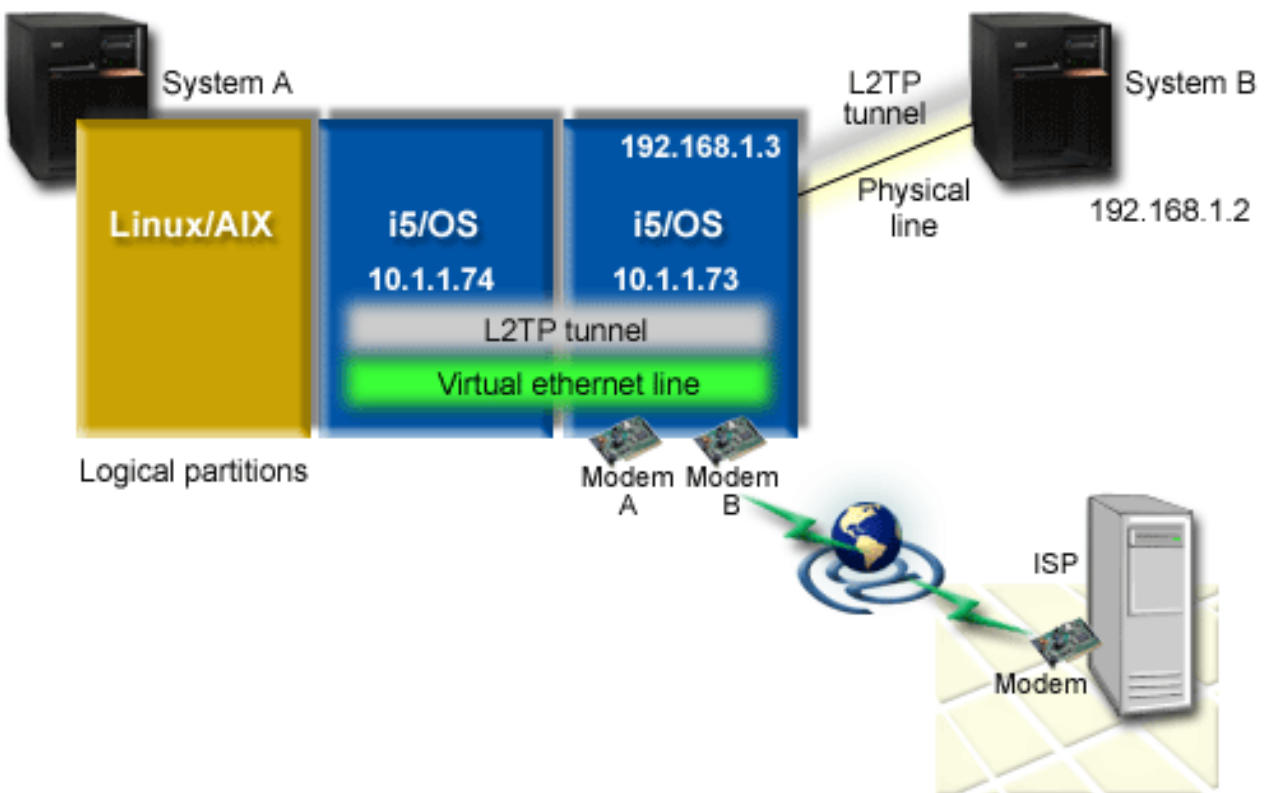 System A
L2TP
tunnel
System B
192.168.1.3
Physical
line
192.168.1.2
Linux/AIX
i5/OS
i5/OS
10.1.1.74
10.1.1.73
L2TP tunnel
Virtual ethernet line
Logical partitions
Modem
A
Modem
B
ISP
Modem